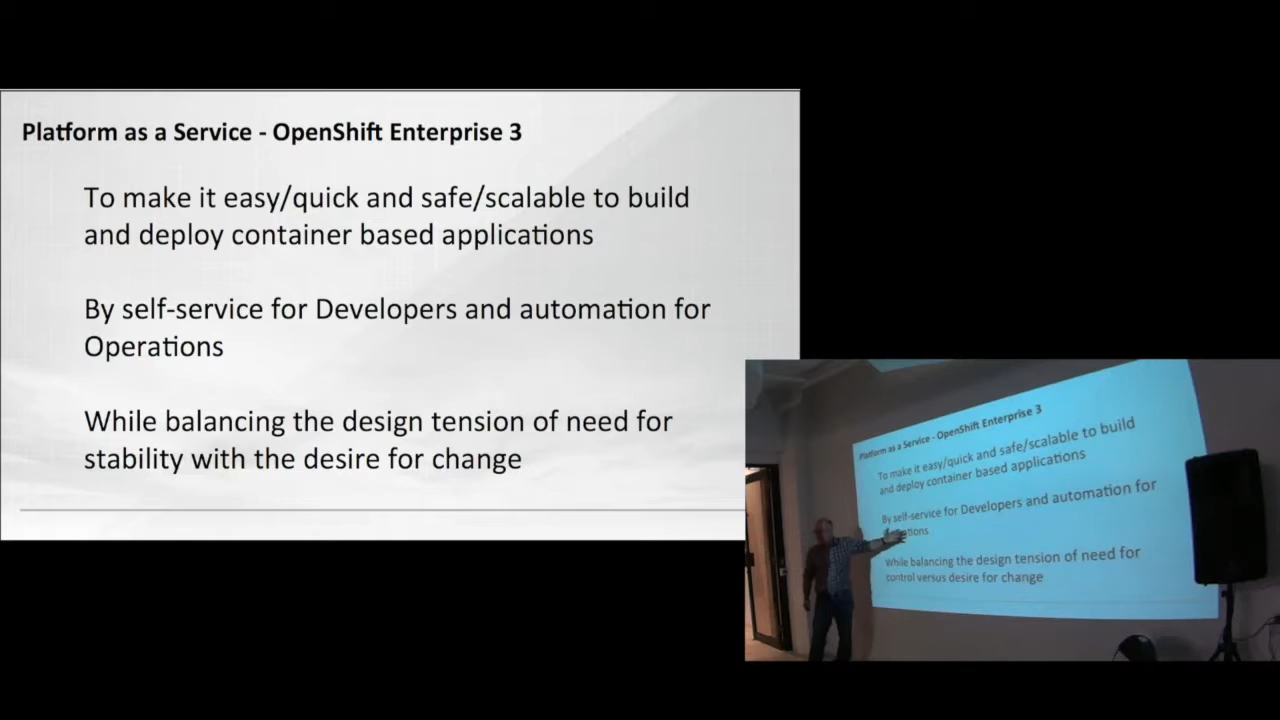 Platform as a Service - OpenShift Enterprise 3
To make it easy/quick and safe/scalable to build
and deploy container based applications
By self-service for Developers and automation for
Operations
While balancing the design tension of need for
stability with the desire for change
Platform as a Service - OpenShift Enterprise 3
To make it easy/quick and safe/scalable to build
and deploy container based applications
By self-service for Developers and automation for
While balancing the design tension of need for
control versus desire for change